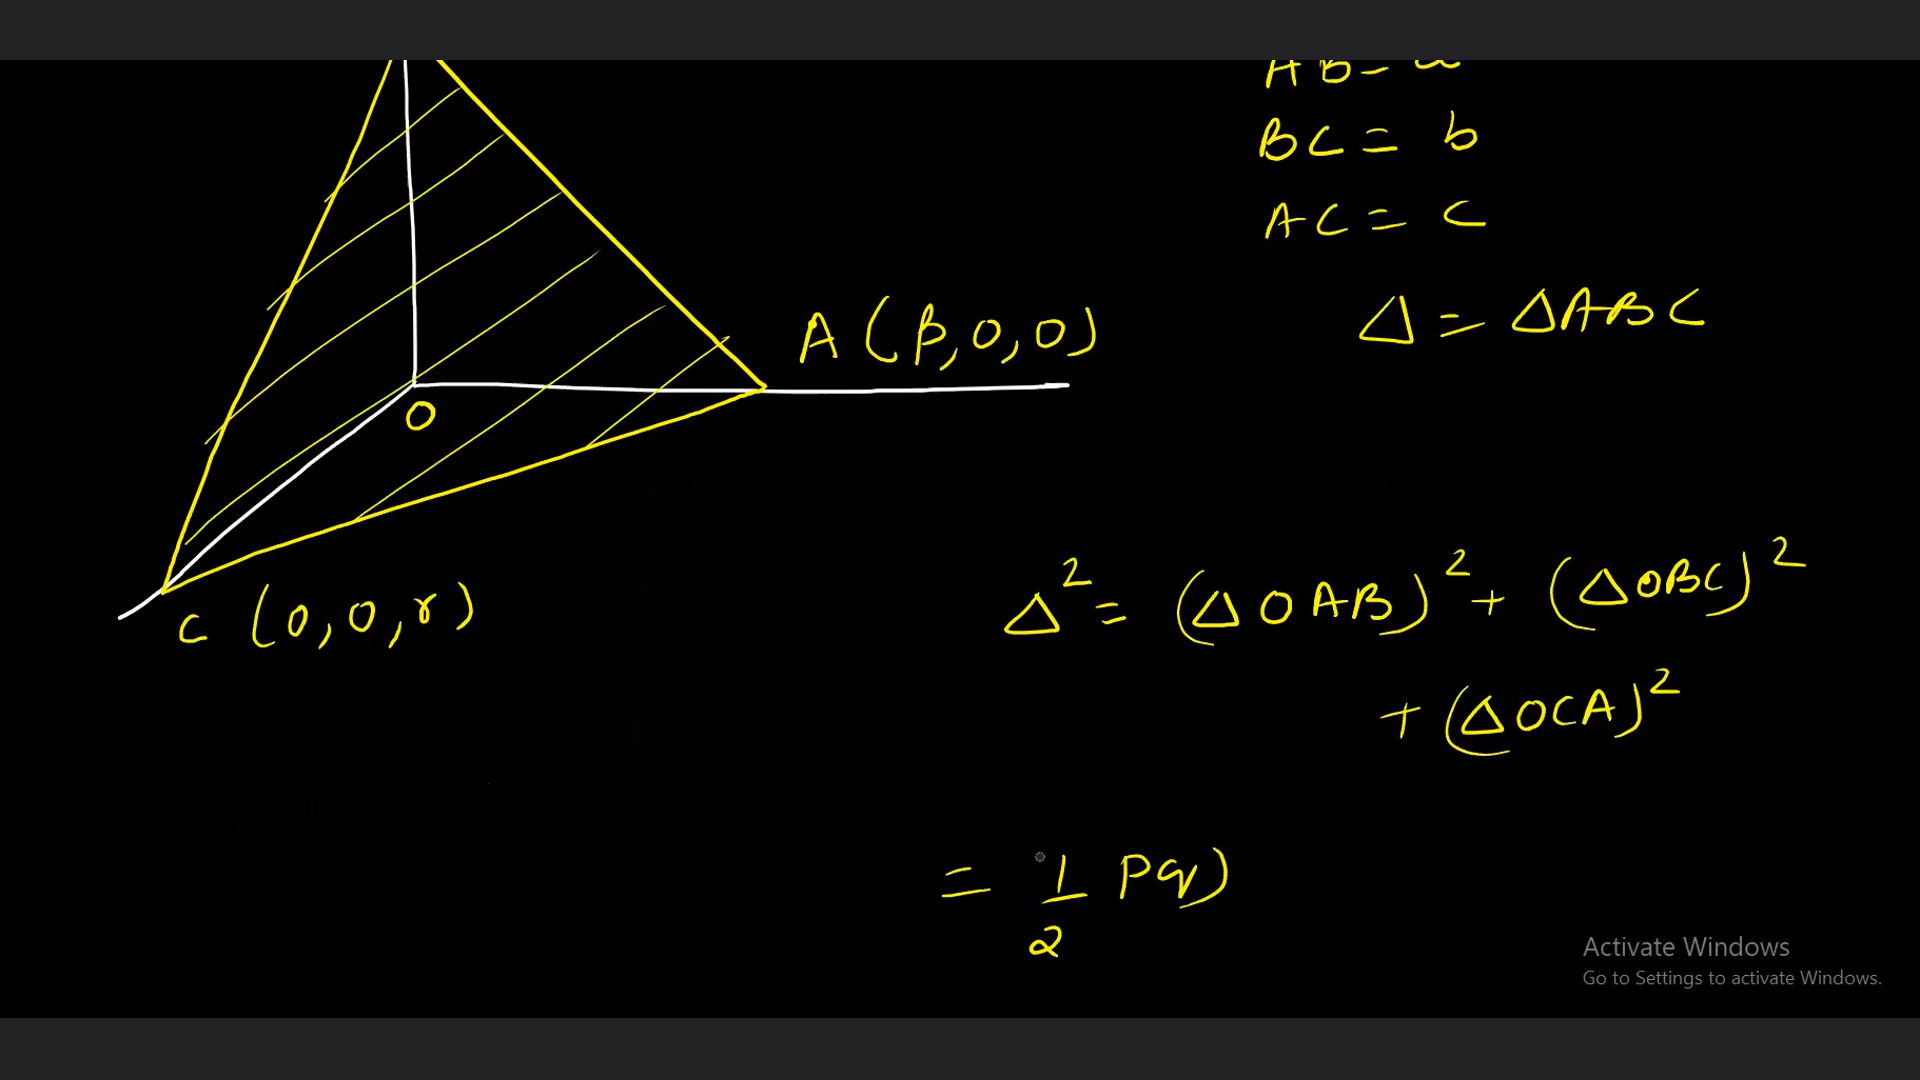 BC = b
AC = c
Δ = ΔABC
A (p,0,0)
O
C (0,0,r)
Δ² = (ΔOAB)² + (ΔOBC)²
+ (ΔOCA)²
= 1/2 pq)
Activate Windows
Go to Settings to activate Windows.